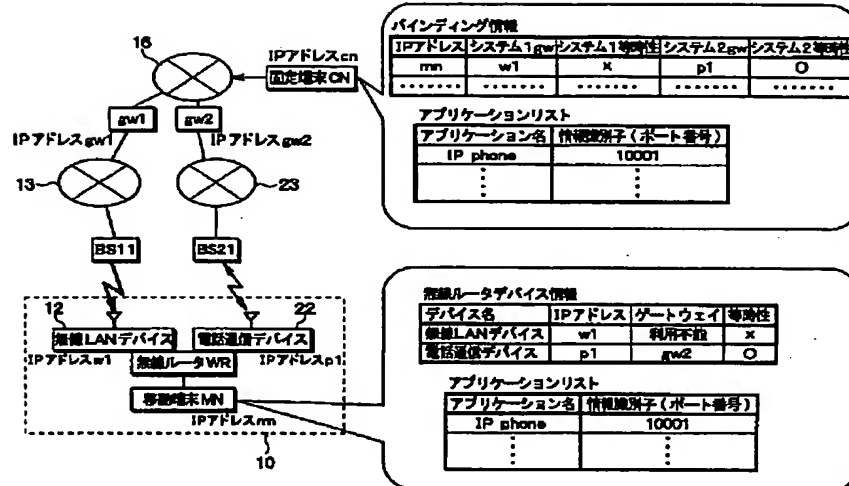 バインディング情報
IPアドレス システム1gw システム1等時性 システム2gw システム2等時性
mn w1 × p1 ○
アプリケーションリスト
アプリケーション名 情報識別子(ポート番号)
IP phone 10001
16
IPアドレスcn
固定端末CN
gw1 gw2
IPアドレスgw1 IPアドレスgw2
13 23
BS11 BS21
12 22
無線LANデバイス 電話通信デバイス
IPアドレスw1 無線ルータWR IPアドレスp1
移動端末MN
IPアドレスmn
10
無線ルータデバイス情報
デバイス名 IPアドレス ゲートウェイ 等時性
無線LANデバイス w1 利用不能 ×
電話通信デバイス p1 gw2 ○
アプリケーションリスト
アプリケーション名 情報識別子(ポート番号)
IP phone 10001